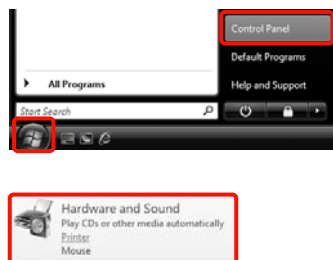 Control Panel
Default Programs
All Programs
Help and Support
Start Search
Hardware and Sound
Play CDs or other media automatically
Printer
Mouse